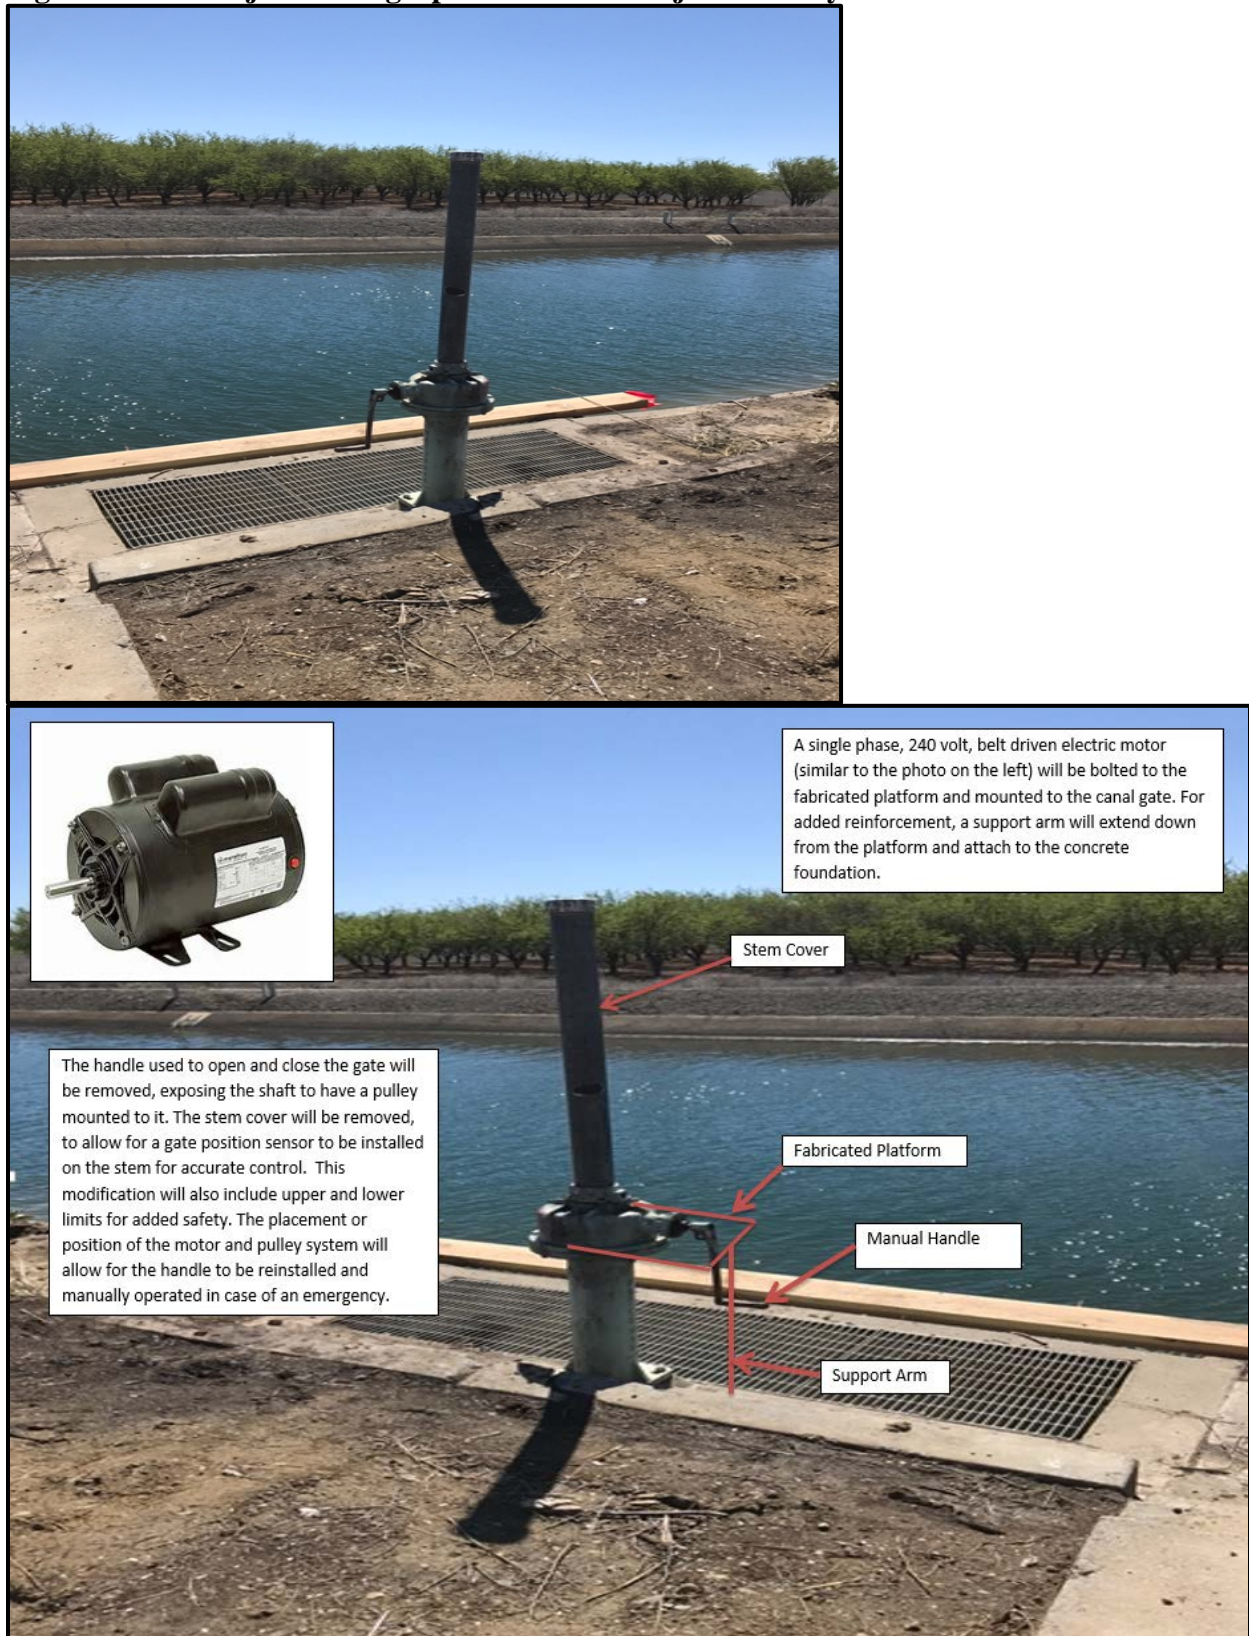 A single phase, 240 volt, belt driven electric motor
(similar to the photo on the left) will be bolted to the
fabricated platform and mounted to the canal gate. For
added reinforcement, a support arm will extend down
from the platform and attach to the concrete
foundation.
Stem Cover
The handle used to open and close the gate will
be removed, exposing the shaft to have a pulley
mounted to it. The stem cover will be removed,
to allow for a gate position sensor to be installed
on the stem for accurate control. This
modification will also include upper and lower
limits for added safety. The placement or
position of the motor and pulley system will
allow for the handle to be reinstalled and
manually operated in case of an emergency.
Fabricated Platform
Manual Handle
Support Arm